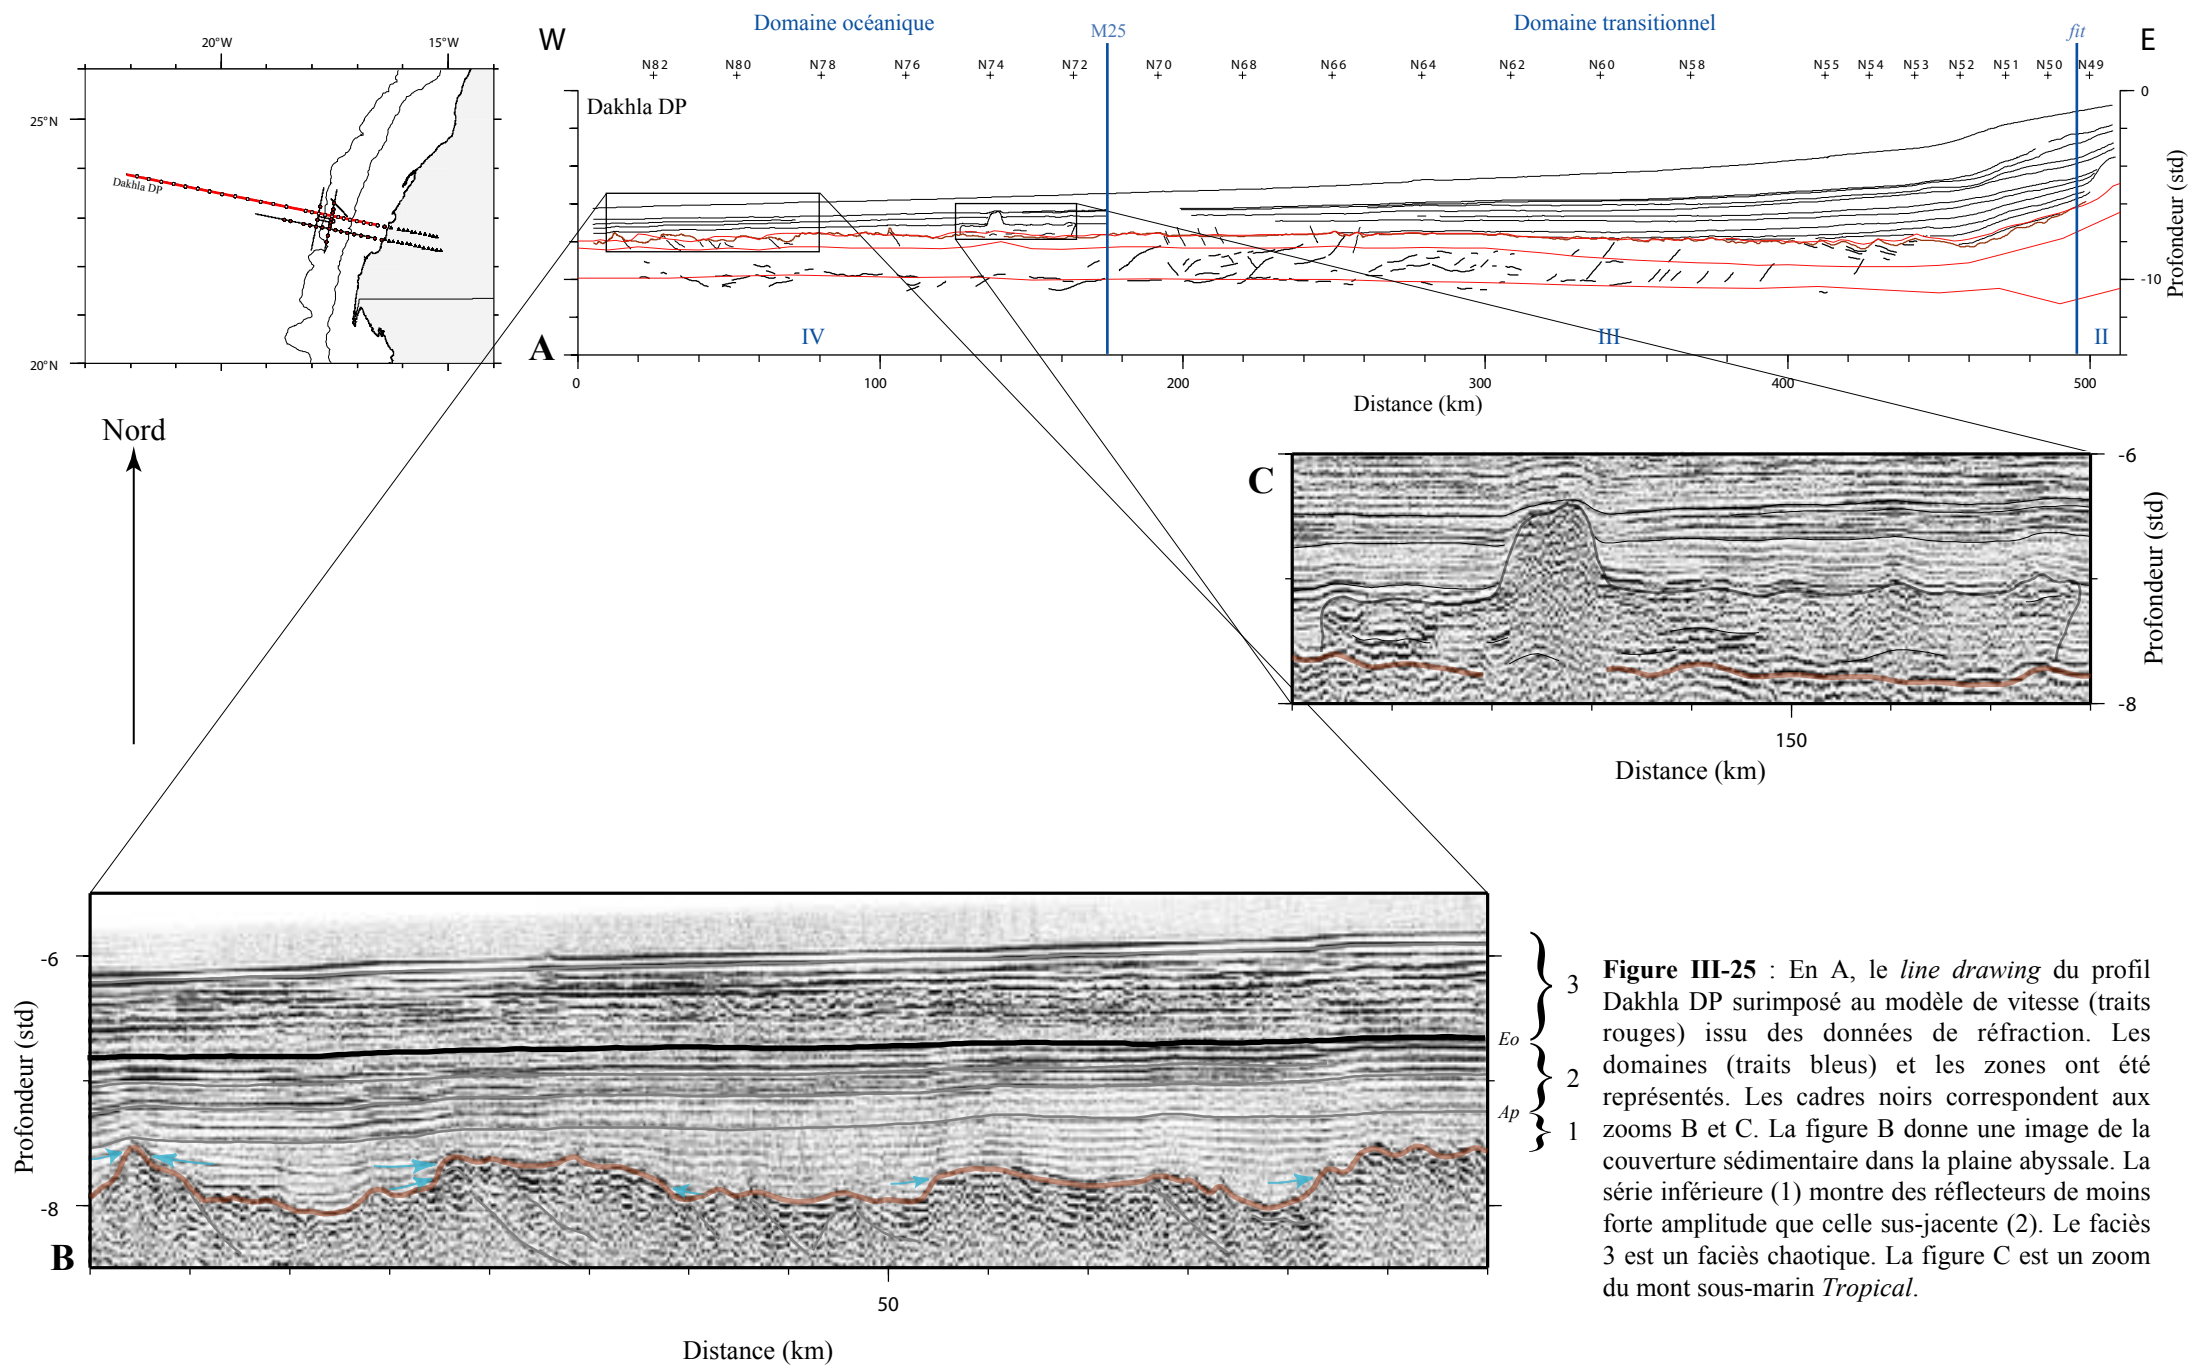 20°W
15°W
25°N
20°N
Dakhla DP
Nord
W
Domaine océanique
M25
Domaine transitionnel
fit
E
N82 N80 N78 N76 N74 N72 N70 N68 N66 N64 N62 N60 N58 N55 N54 N53 N52 N51 N50 N49
Dakhla DP
0
-10
Profondeur (std)
A
IV
III
II
0 100 200 300 400 500
Distance (km)
C
-6
-8
Profondeur (std)
150
Distance (km)
-6
-8
Profondeur (std)
B
50
Distance (km)
3
Eo
2
Ap
1
Figure III-25 : En A, le line drawing du profil
Dakhla DP surimposé au modèle de vitesse (traits
rouges) issu des données de réfraction. Les
domaines (traits bleus) et les zones ont été
représentés. Les cadres noirs correspondent aux
zooms B et C. La figure B donne une image de la
couverture sédimentaire dans la plaine abyssale. La
série inférieure (1) montre des réflecteurs de moins
forte amplitude que celle sus-jacente (2). Le faciès
3 est un faciès chaotique. La figure C est un zoom
du mont sous-marin Tropical.